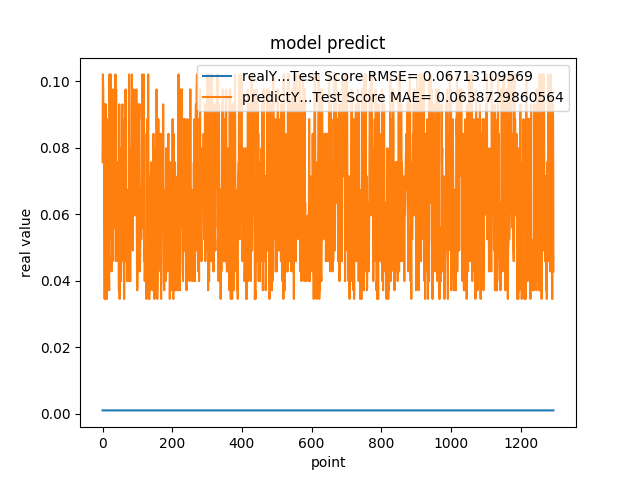 model predict
realY...Test Score RMSE= 0.06713109569
predictY...Test Score MAE= 0.0638729860564
0.10
0.08
0.06
0.04
0.02
0.00
real value
0 200 400 600 800 1000 1200
point